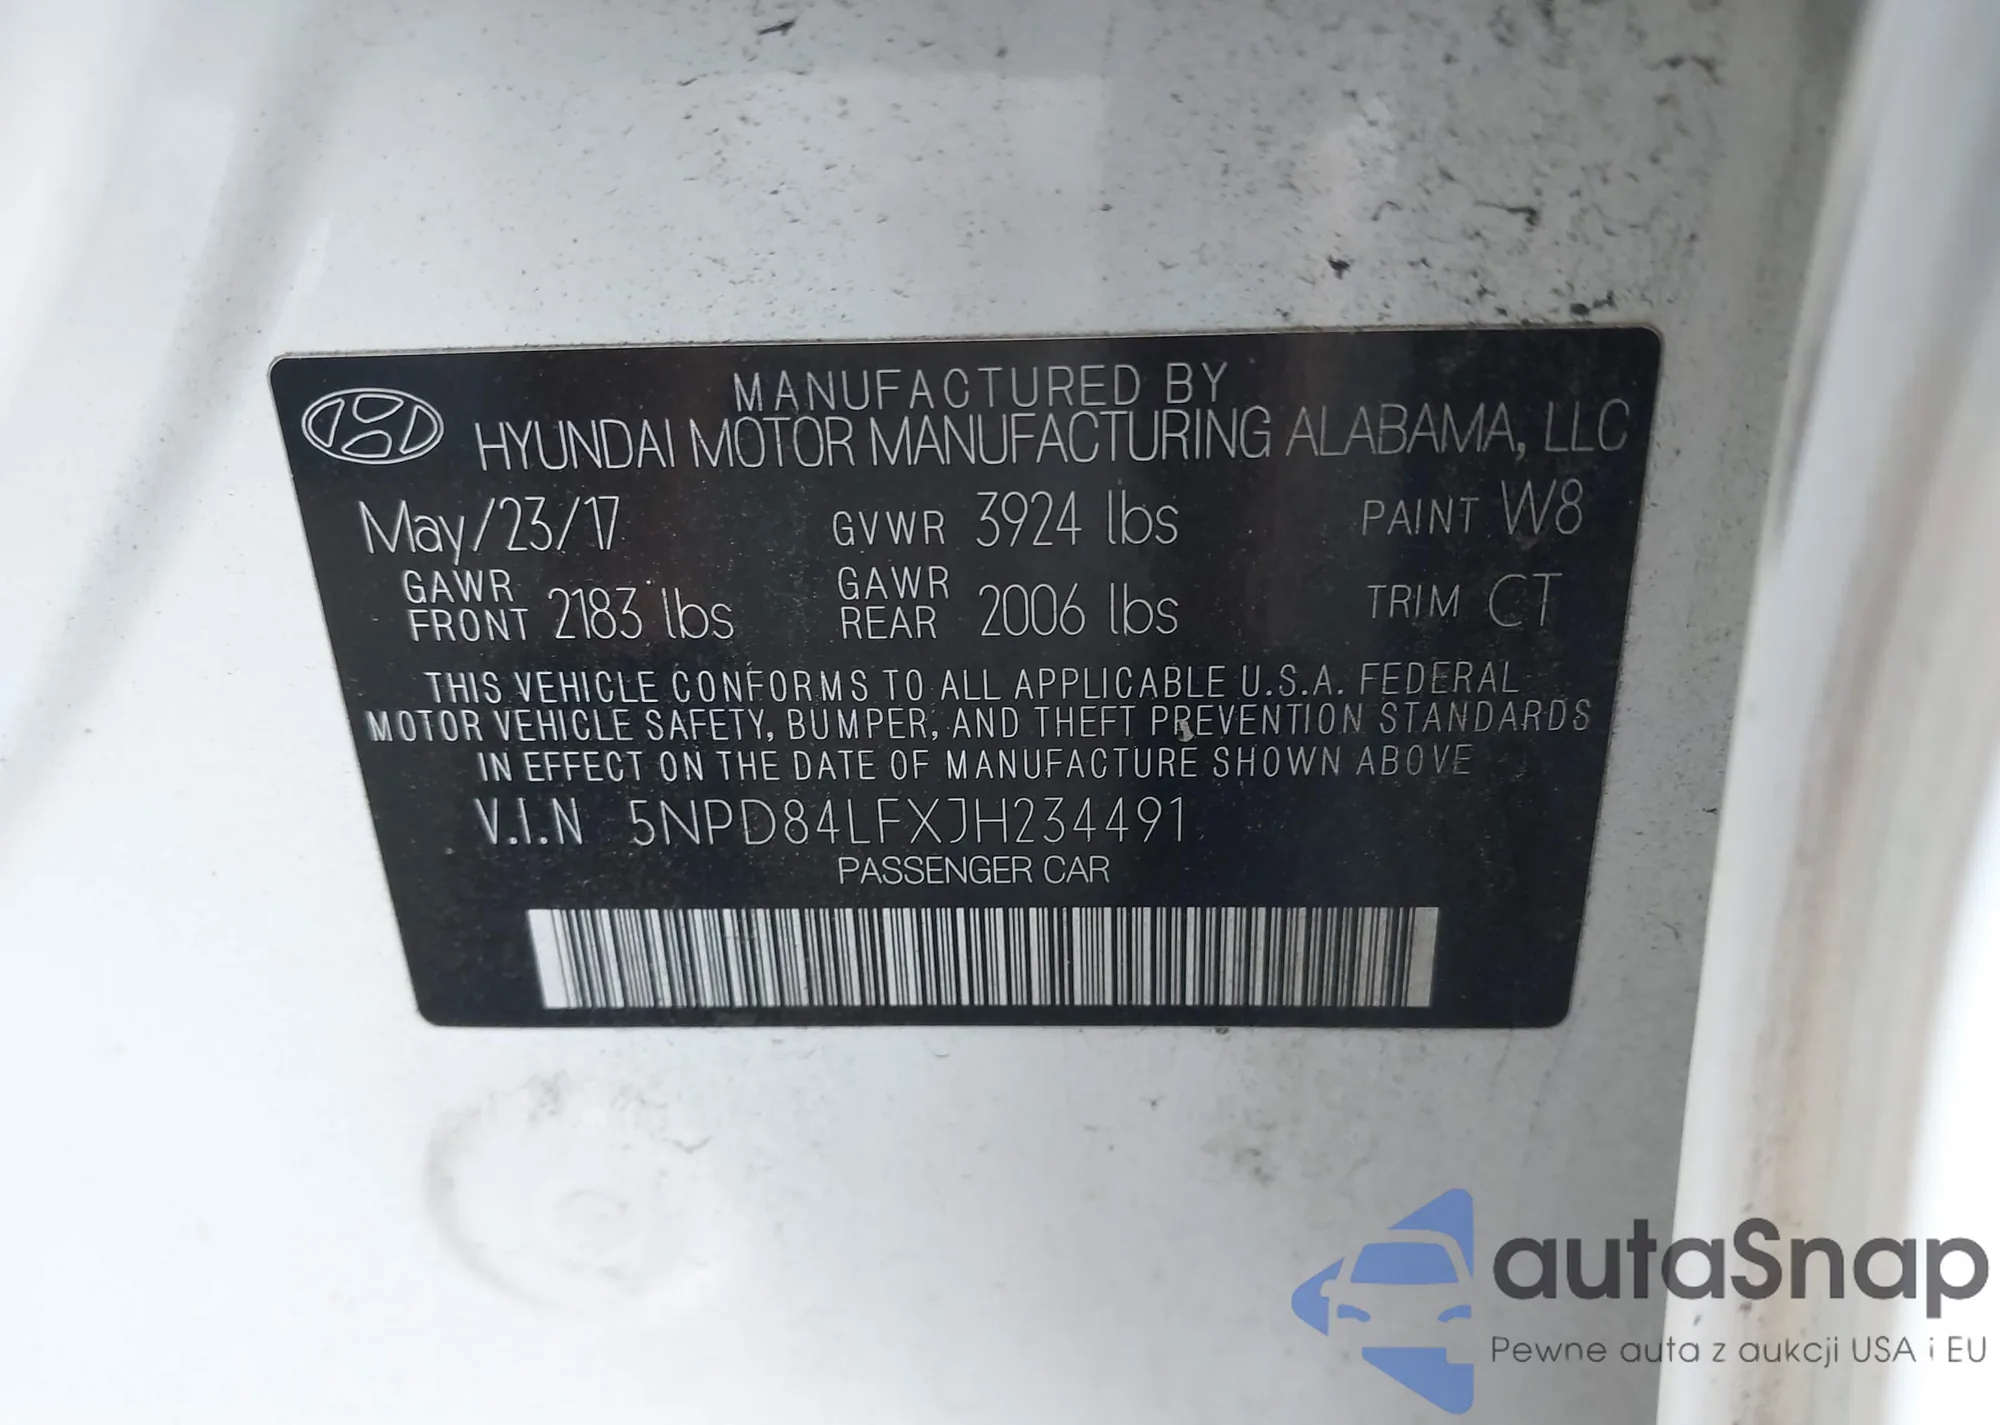 MANUFACTURED BY
HYUNDAI MOTOR MANUFACTURING ALABAMA, LLC
May/23/17 GVWR 3924 lbs PAINT W8
GAWR FRONT 2183 lbs GAWR REAR 2006 lbs TRIM CT
THIS VEHICLE CONFORMS TO ALL APPLICABLE U.S.A. FEDERAL
MOTOR VEHICLE SAFETY, BUMPER, AND THEFT PREVENTION STANDARDS
IN EFFECT ON THE DATE OF MANUFACTURE SHOWN ABOVE
V.I.N 5NPD84LFXJH234491
PASSENGER CAR
autaSnap
Pewne auta z aukcji USA i EU